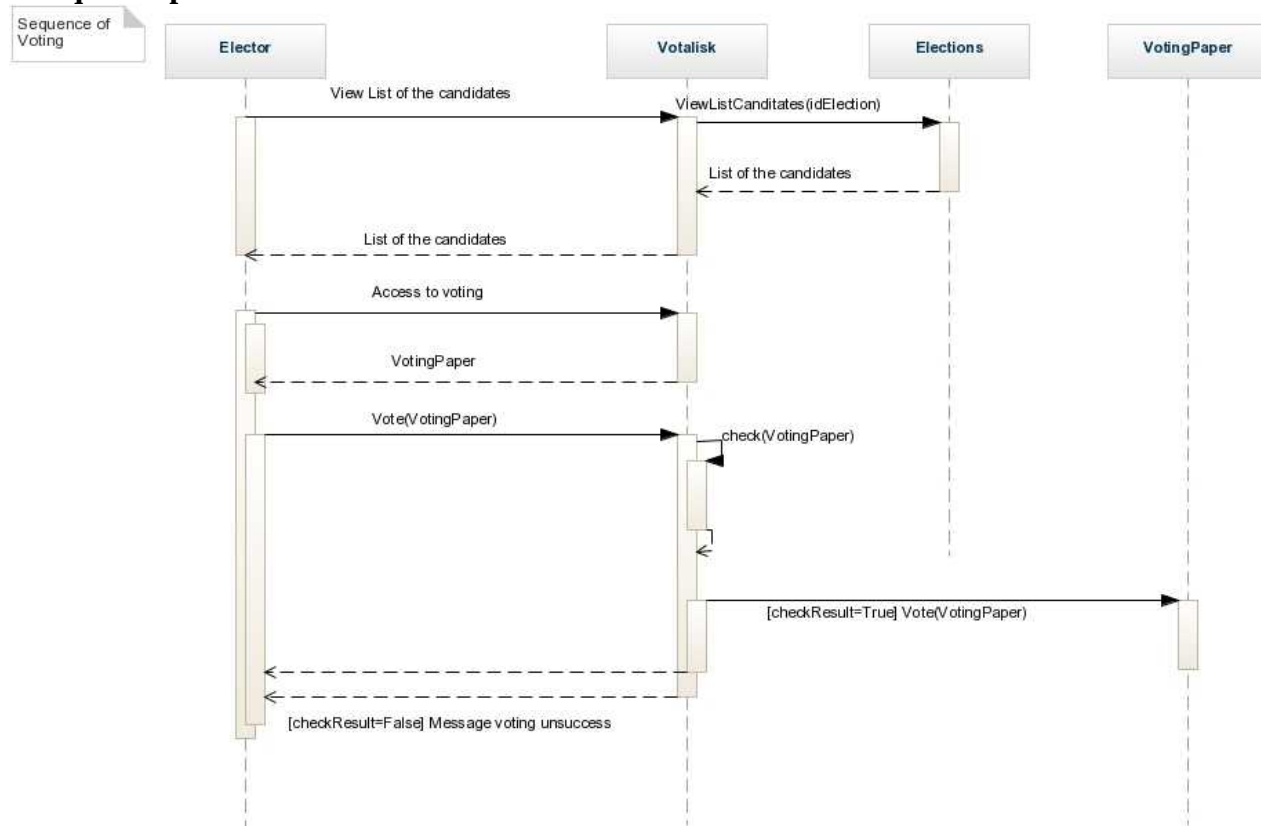 Sequence of
Voting
Elector
Votalisk
Elections
VotingPaper
View List of the candidates
ViewListCanditates(idElection)
List of the candidates
List of the candidates
Access to voting
VotingPaper
Vote(VotingPaper)
check(VotingPaper)
[checkResult=True] Vote(VotingPaper)
[checkResult=False] Message voting unsuccess